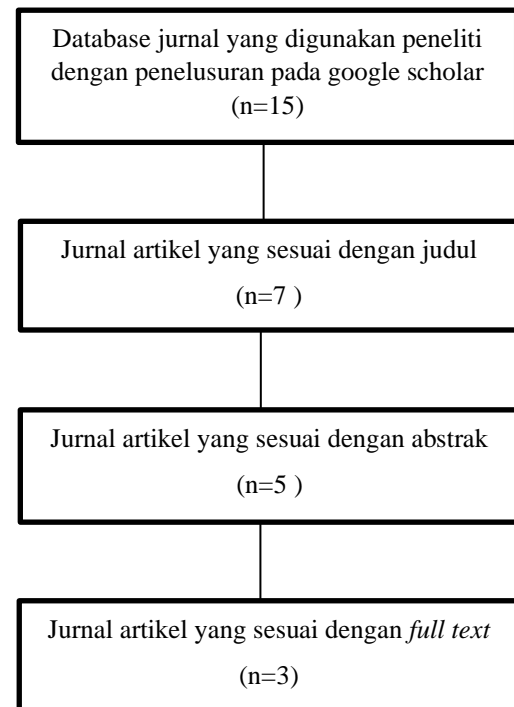 Database jurnal yang digunakan peneliti
dengan penelusuran pada google scholar
(n=15)
Jurnal artikel yang sesuai dengan judul
(n=7 )
Jurnal artikel yang sesuai dengan abstrak
(n=5 )
Jurnal artikel yang sesuai dengan full text
(n=3)